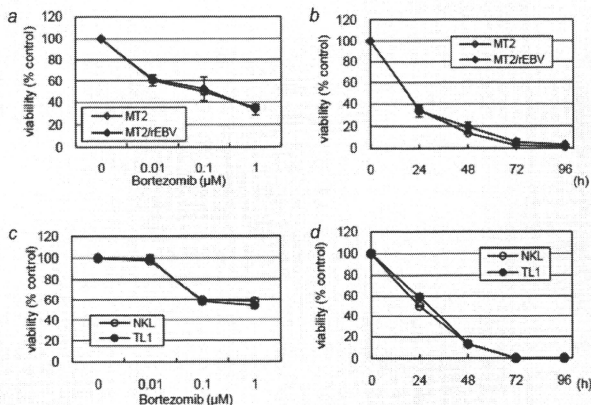 a
viability (% control)
120
100
80
60
40
20
0
MT2
MT2/rEBV
0 0.01 0.1 1
Bortezomib (µM)
b
viability (% control)
120
100
80
60
40
20
0
MT2
MT2/rEBV
0 24 48 72 96 (h)
c
viability (% control)
120
100
80
60
40
20
0
NKL
TL1
0 0.01 0.1 1
Bortezomib (µM)
d
viability (% control)
120
100
80
60
40
20
0
NKL
TL1
0 24 48 72 96 (h)